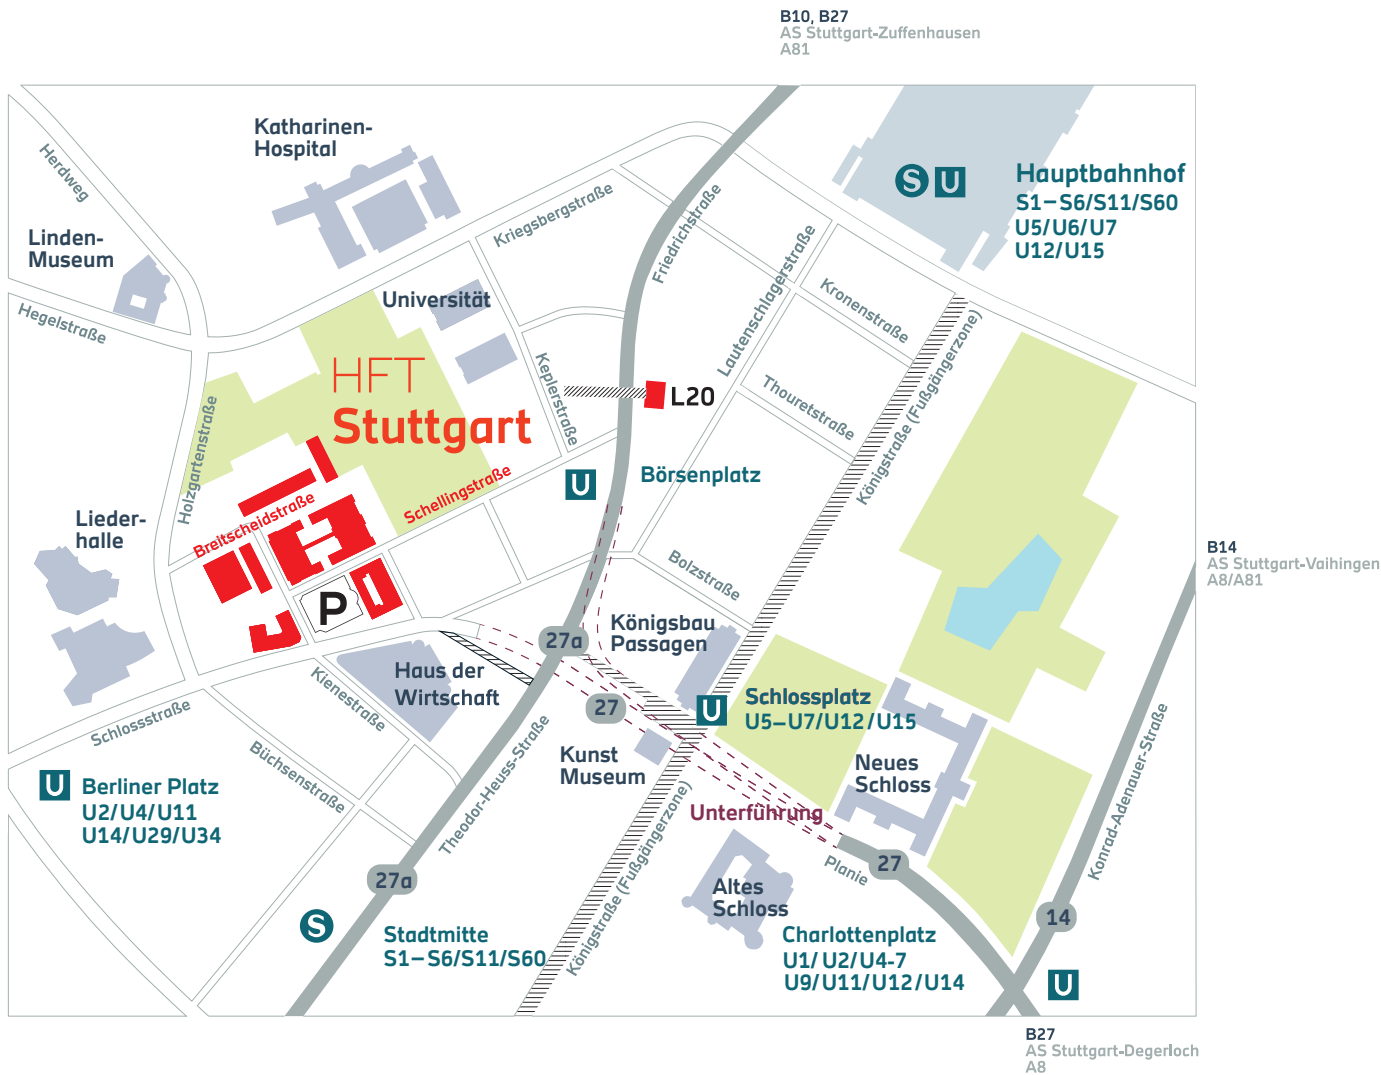 B10, B27
AS Stuttgart-Zuffenhausen
A81
Katharinen-
Hospital
Herdweg
Linden-
Museum
Hegelstraße
Kriegsbergstraße
Friedrichstraße
S U
Hauptbahnhof
S1–S6/S11/S60
U5/U6/U7
U12/U15
Universität
Lautenschlagerstraße
Kronenstraße
Königstraße (Fußgängerzone)
HFT
Stuttgart
Keplerstraße
L20
Thouretstraße
Holzgartenstraße
U
Börsenplatz
Schellingstraße
Breitscheidstraße
Lieder-
halle
P
Bolzstraße
B14
AS Stuttgart-Vaihingen
A8/A81
Königsbau
Passagen
27a
Haus der
Wirtschaft
Kienestraße
27
U
Schlossplatz
U5–U7/U12/U15
Schlossstraße
Büchsenstraße
Theodor-Heuss-Straße
Kunst
Museum
Neues
Schloss
U
Berliner Platz
U2/U4/U11
U14/U29/U34
Unterführung
Planie
27
Konrad-Adenauer-Straße
27a
Altes
Schloss
14
S
Stadtmitte
S1–S6/S11/S60
Königstraße (Fußgängerzone)
Charlottenplatz
U1/U2/U4-7
U9/U11/U12/U14
U
B27
AS Stuttgart-Degerloch
A8